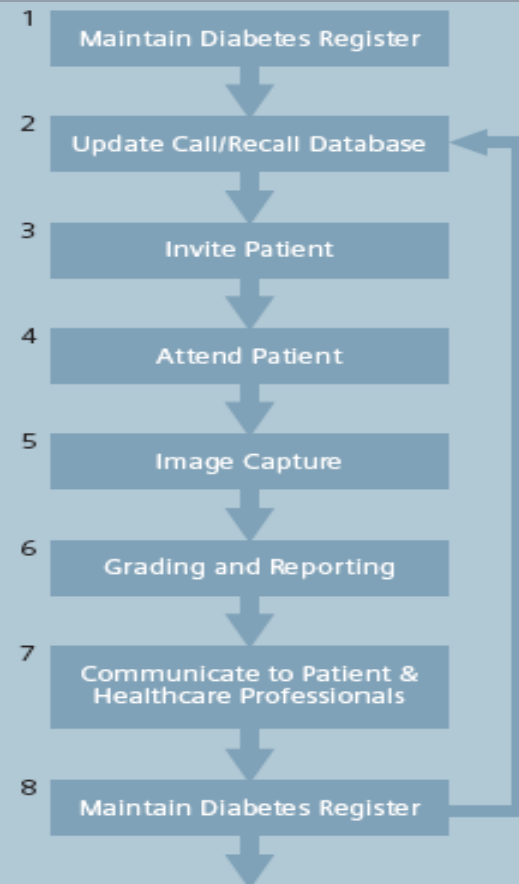 1
Maintain Diabetes Register
2
Update Call/Recall Database
3
Invite Patient
4
Attend Patient
5
Image Capture
6
Grading and Reporting
7
Communicate to Patient &
Healthcare Professionals
8
Maintain Diabetes Register